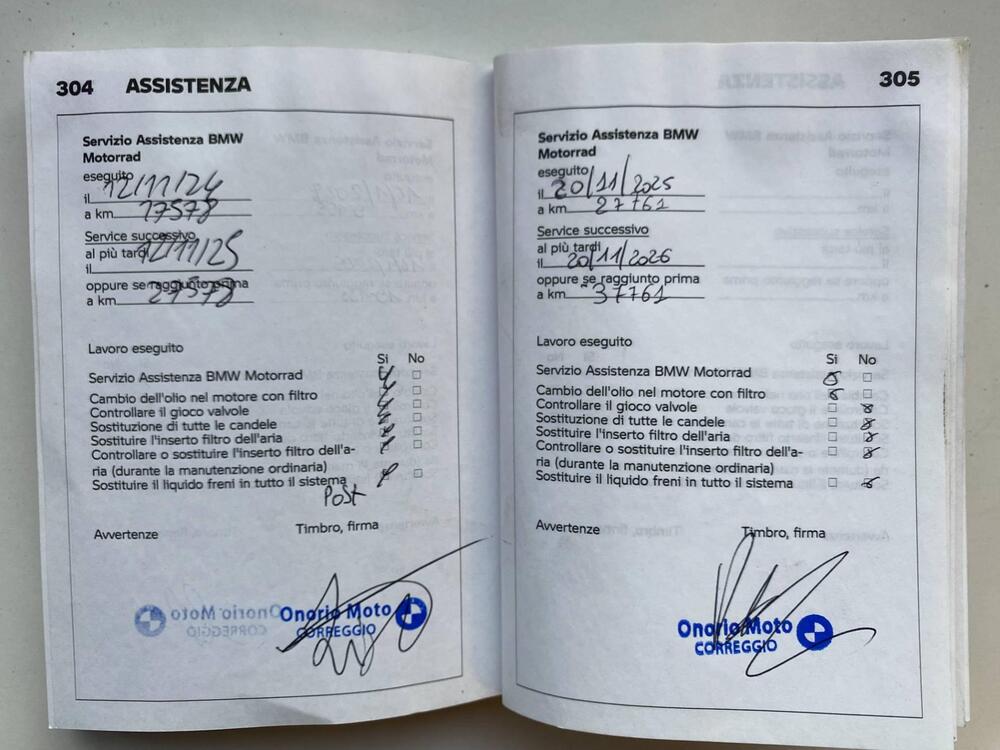 304 ASSISTENZA
Servizio Assistenza BMW
Motorrad
eseguito
il 12/11/24
a km 17578
Service successivo
al più tardi
il 12/11/25
oppure se raggiunto prima
a km 27578
Lavoro eseguito
Sì No
Servizio Assistenza BMW Motorrad
Cambio dell'olio nel motore con filtro
Controllare il gioco valvole
Sostituzione di tutte le candele
Sostituire l'inserto filtro dell'aria
Controllare o sostituire l'inserto filtro dell'a-
ria (durante la manutenzione ordinaria)
Sostituire il liquido freni in tutto il sistema
Post
Avvertenze
Timbro, firma
Onorio Moto
CORREGGIO
305
Servizio Assistenza BMW
Motorrad
eseguito
il 20/11/2025
a km 27761
Service successivo
al più tardi
il 20/11/2026
oppure se raggiunto prima
a km 37761
Lavoro eseguito
Sì No
Servizio Assistenza BMW Motorrad
Cambio dell'olio nel motore con filtro
Controllare il gioco valvole
Sostituzione di tutte le candele
Sostituire l'inserto filtro dell'aria
Controllare o sostituire l'inserto filtro dell'a-
ria (durante la manutenzione ordinaria)
Sostituire il liquido freni in tutto il sistema
Avvertenze
Timbro, firma
Onorio Moto
CORREGGIO